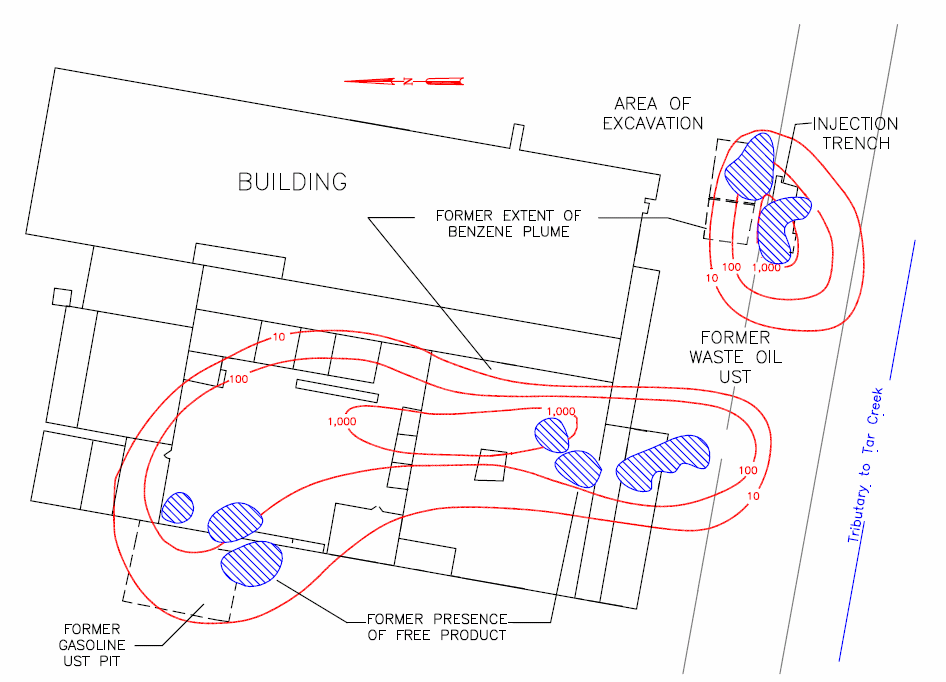 N
AREA OF
EXCAVATION
INJECTION
TRENCH
BUILDING
FORMER EXTENT OF
BENZENE PLUME
10
100
1,000
FORMER
WASTE OIL
UST
10
100
1,000
1,000
100
10
Tributary to Tar Creek
FORMER PRESENCE
OF FREE PRODUCT
FORMER
GASOLINE
UST PIT